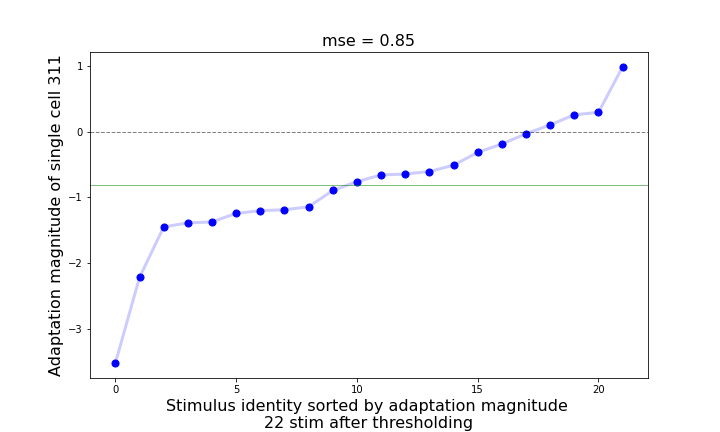 mse = 0.85
Adaptation magnitude of single cell 311
1
0
−1
−2
−3
0
5
10
15
20
Stimulus identity sorted by adaptation magnitude
22 stim after thresholding